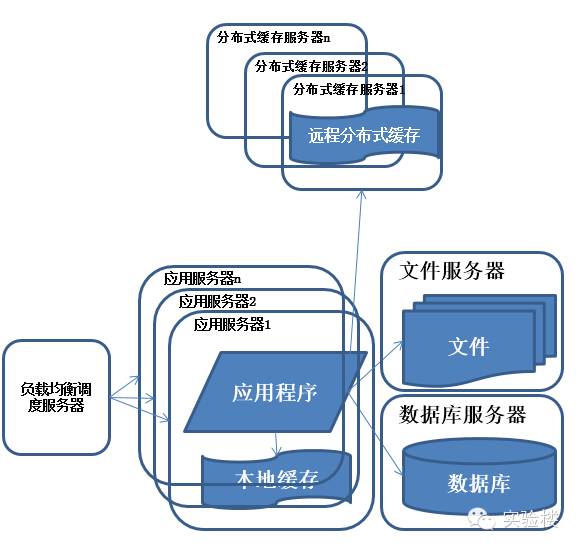 分布式缓存服务器n
分布式缓存服务器2
分布式缓存服务器1
远程分布式缓存
应用服务器n
应用服务器2
应用服务器1
文件服务器
文件
负载均衡调
度服务器
应用程序
数据库服务器
本地缓存
数据库
实验楼